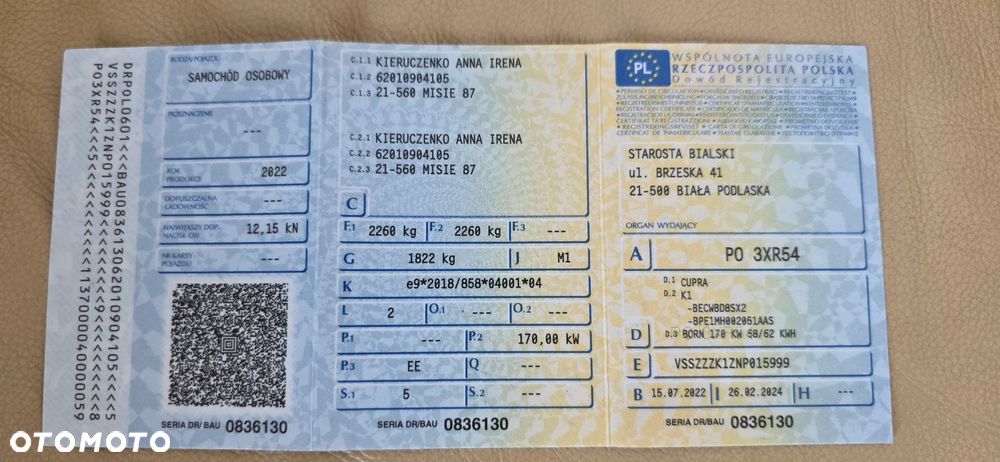 RODZAJ POJAZDU
SAMOCHÓD OSOBOWY
PRZEZNACZENIE
---
ROK PRODUKCJI
2022
DOPUSZCZALNA ŁADOWNOŚĆ
---
NAJWIĘKSZY DOP. NACISK OSI
12,15 kN
NR KARTY POJAZDU
---
SERIA DR/BAU 0836130
C.1.1 KIERUCZENKO ANNA IRENA
C.1.2 62010904105
C.1.3 21-560 MISIE 87
C.2.1 KIERUCZENKO ANNA IRENA
C.2.2 62010904105
C.2.3 21-560 MISIE 87
C
F.1 2260 kg F.2 2260 kg F.3 ---
G 1822 kg J M1
K e9*2018/858*04001*04
L 2 O.1 --- O.2 ---
P.1 --- P.2 170,00 kW
P.3 EE Q ---
S.1 5 S.2 ---
SERIA DR/BAU 0836130
PL
WSPÓLNOTA EUROPEJSKA
RZECZPOSPOLITA POLSKA
Dowód Rejestracyjny
STAROSTA BIALSKI
ul. BRZESKA 41
21-500 BIAŁA PODLASKA
ORGAN WYDAJĄCY
A PO 3XR54
D.1 CUPRA
D.2 K1
-BECWBD8SX2
-BPE1MH002051AAS
D D.3 BORN 170 KW 58/62 KWH
E VSSZZZK1ZNP015999
B 15.07.2022 I 26.02.2024 H ---
SERIA DR/BAU 0836130
OTOMOTO